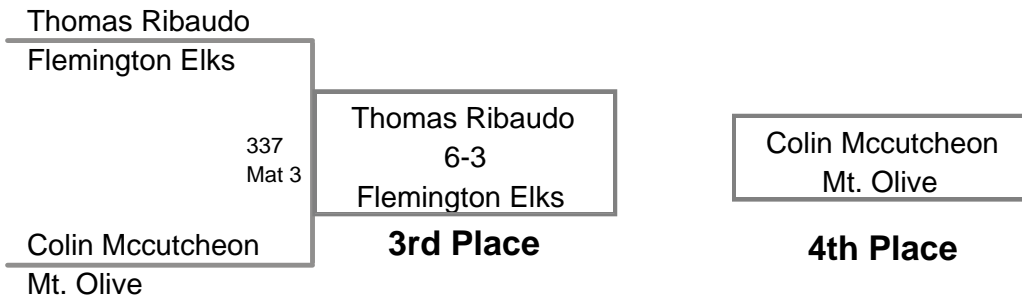 Thomas Ribaudo
Flemington Elks
337
Mat 3
Colin Mccutcheon
Mt. Olive
Thomas Ribaudo
6-3
Flemington Elks
3rd Place
Colin Mccutcheon
Mt. Olive
4th Place